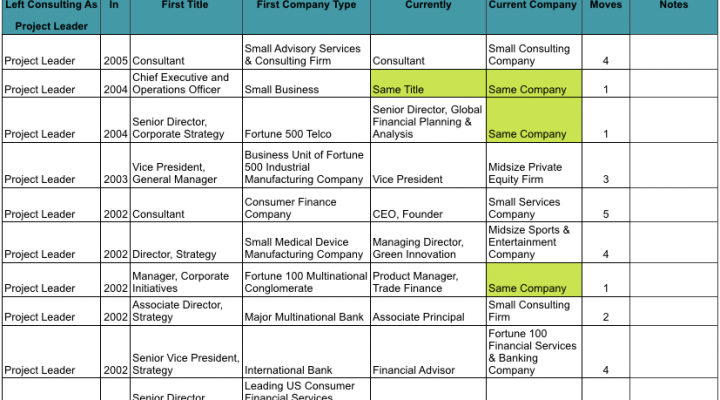 Left Consulting As Project Leader	In	First Title	First Company Type	Currently	Current Company	Moves	Notes
Project Leader	2005	Consultant	Small Advisory Services & Consulting Firm	Consultant	Small Consulting Company	4
Project Leader	2004	Chief Executive and Operations Officer	Small Business	Same Title	Same Company	1
Project Leader	2004	Senior Director, Corporate Strategy	Fortune 500 Telco	Senior Director, Global Financial Planning & Analysis	Same Company	1
Project Leader	2003	Vice President, General Manager	Business Unit of Fortune 500 Industrial Manufacturing Company	Vice President	Midsize Private Equity Firm	3
Project Leader	2002	Consultant	Consumer Finance Company	CEO, Founder	Small Services Company	5
Project Leader	2002	Director, Strategy	Small Medical Device Manufacturing Company	Managing Director, Green Innovation	Midsize Sports & Entertainment Company	4
Project Leader	2002	Manager, Corporate Initiatives	Fortune 100 Multinational Conglomerate	Product Manager, Trade Finance	Same Company	1
Project Leader	2002	Associate Director, Strategy	Major Multinational Bank	Associate Principal	Small Consulting Firm	2
Project Leader	2002	Senior Vice President, Strategy	International Bank	Financial Advisor	Fortune 100 Financial Services & Banking Company	4
Senior Director	Leading US Consumer Financial Services